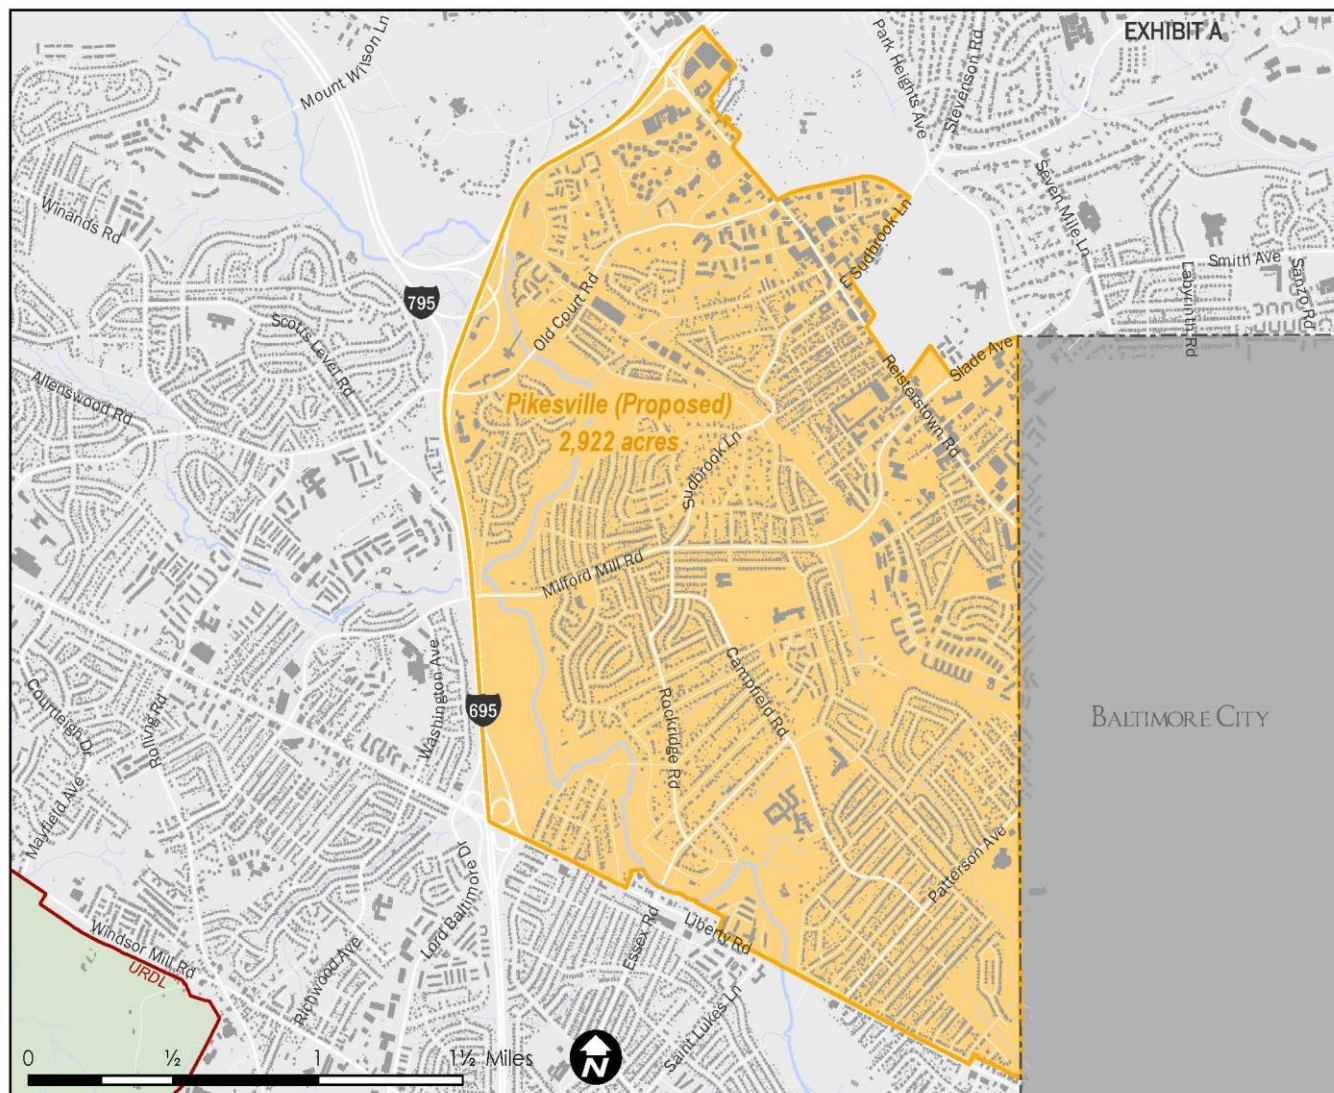 EXHIBIT A
Mount Wilson Ln
Park Heights Ave
Stevenson Rd
Seven Mile Ln
Smith Ave
Labyrinth Rd
Sanzo Rd
Winands Rd
E Sudbrook Ln
795
Scotts Level Rd
Old Court Rd
Slade Ave
Reisterstown Rd
Allenswood Rd
Pikesville (Proposed)
2,922 acres
Sudbrook Ln
Milford Mill Rd
Washington Ave
Campfield Rd
Rockridge Rd
695
BALTIMORE CITY
Courtleigh Dr
Rolling Rd
Mayfield Ave
Lord Baltimore Dr
Patterson Ave
Liberty Rd
Essex Rd
Windsor Mill Rd
URDL
Richwood Ave
Saint Lukes Ln
0 ½ 1 1½ Miles
N